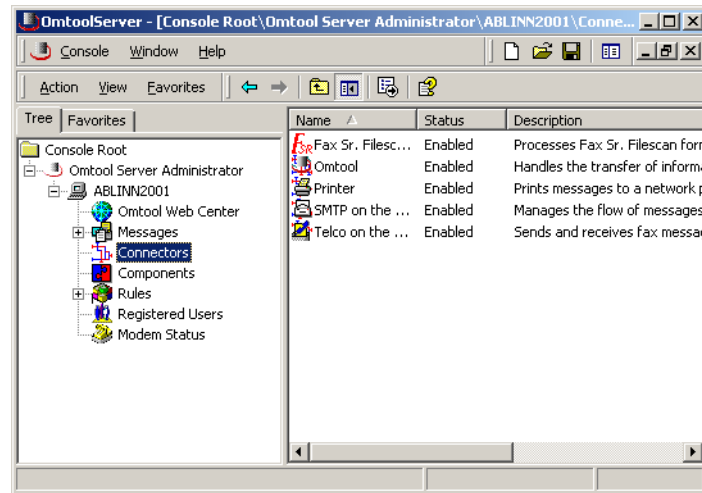 OmtoolServer - [Console Root\Omtool Server Administrator\ABLINN2001\Conne...
Console Window Help
Action View Favorites
Tree Favorites
Console Root
Omtool Server Administrator
ABLINN2001
Omtool Web Center
Messages
Connectors
Components
Rules
Registered Users
Modem Status
Name Status Description
Fax Sr. Filesc... Enabled Processes Fax Sr. Filescan for
Omtool Enabled Handles the transfer of inform
Printer Enabled Prints messages to a network p
SMTP on the ... Enabled Manages the flow of messages
Telco on the ... Enabled Sends and receives fax messa